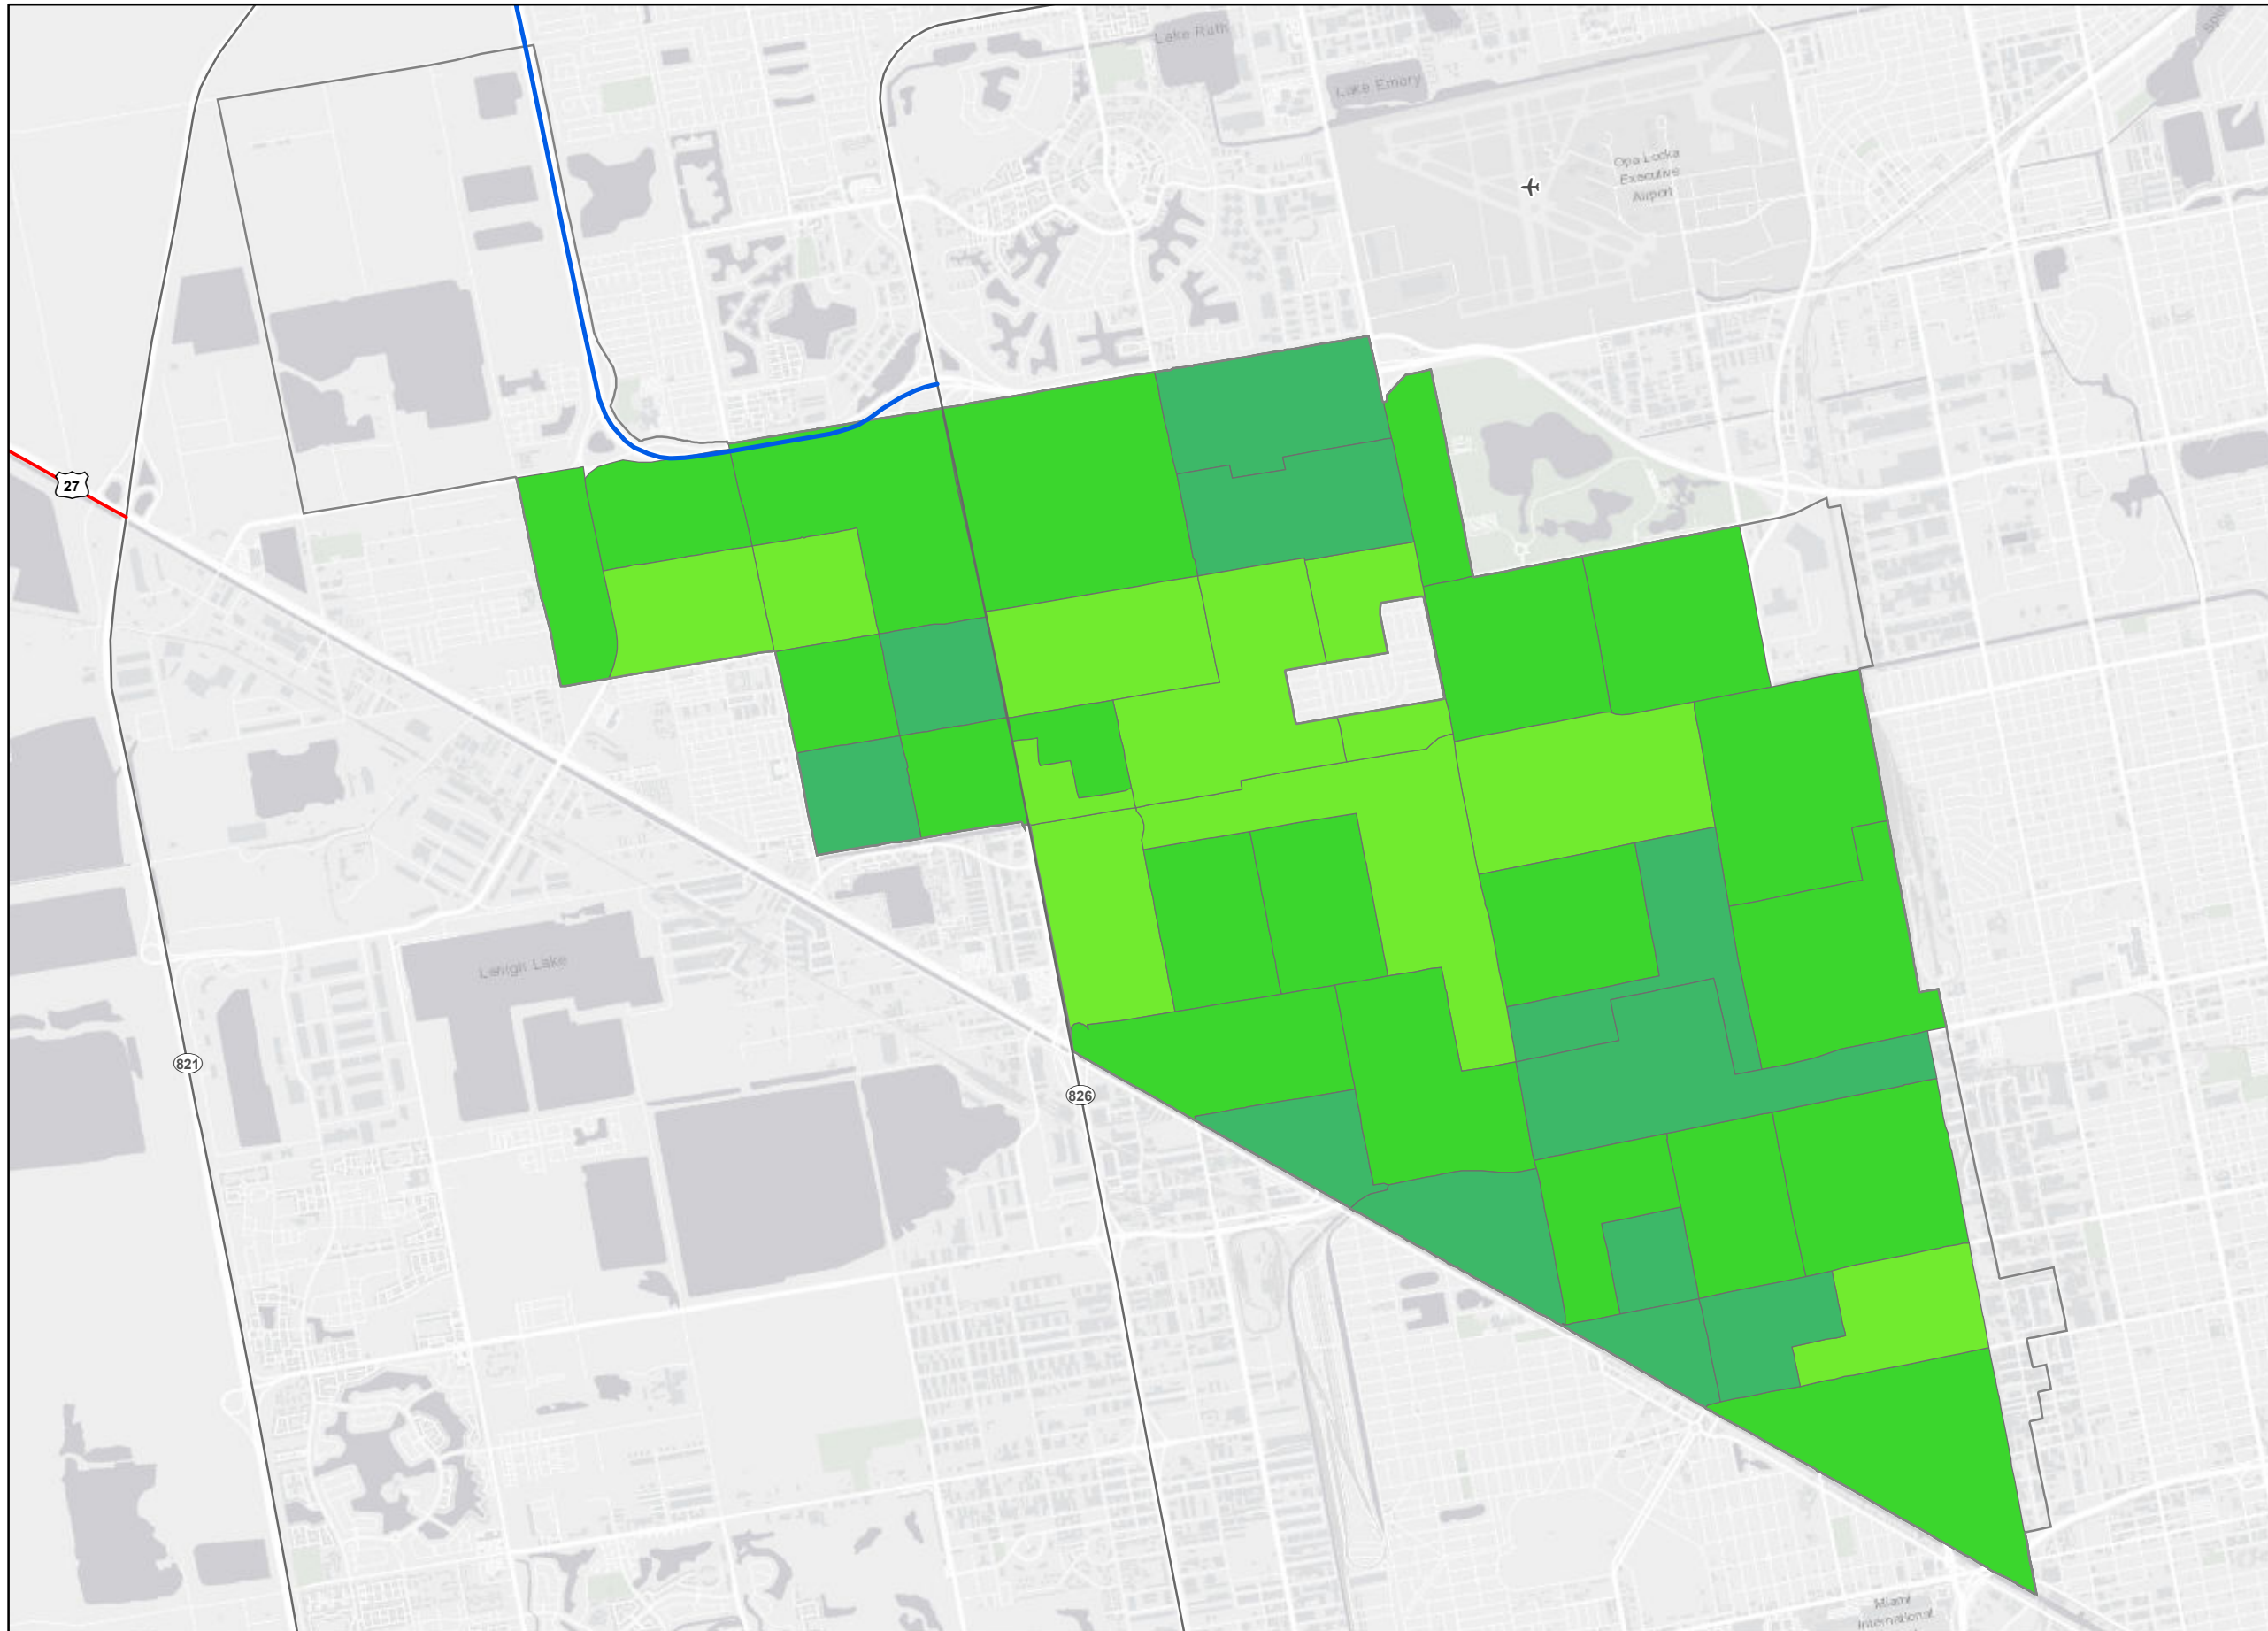 Lake Ruth
Lake Emory
Opa Locka
Executive
Airport
27
Lehigh Lake
821
826
Miami
International